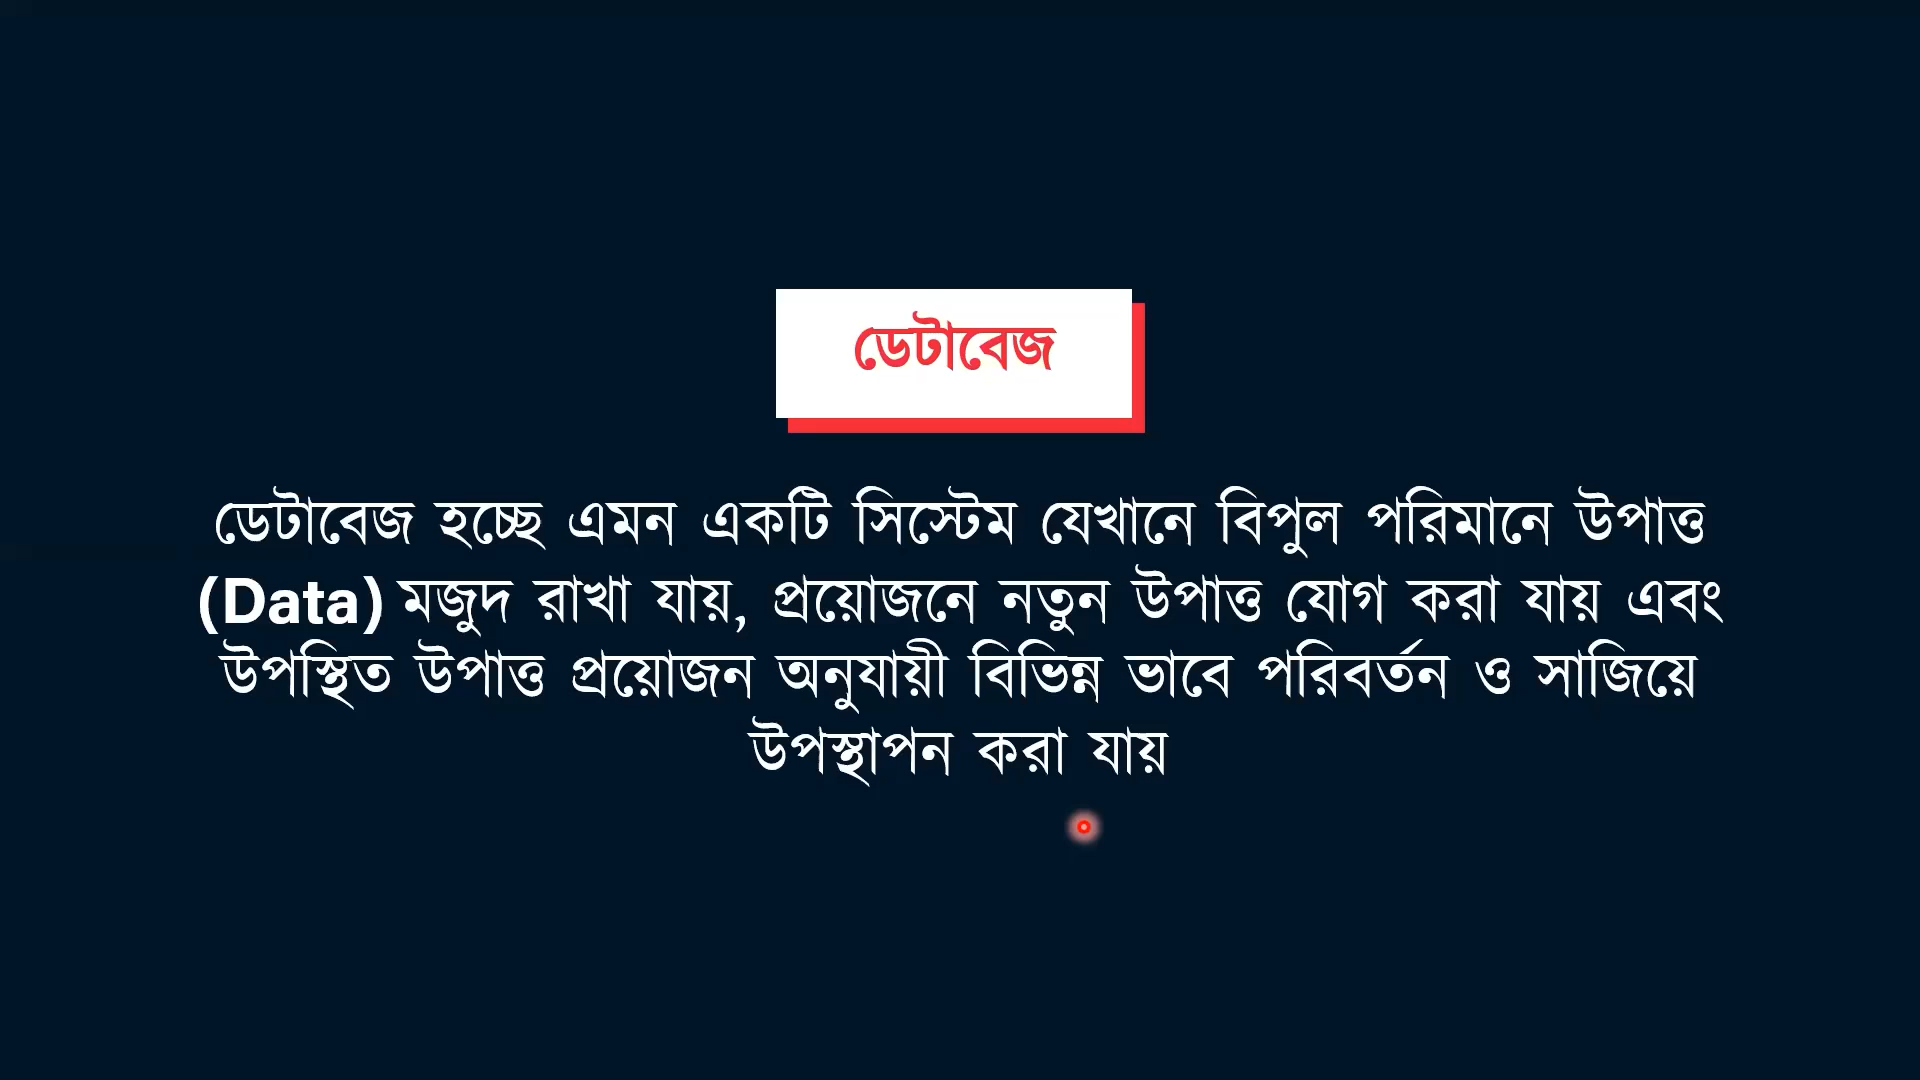 ডেটাবেজ
ডেটাবেজ হচ্ছে এমন একটি সিস্টেম যেখানে বিপুল পরিমানে উপাত্ত
(Data) মজুদ রাখা যায়, প্রয়োজনে নতুন উপাত্ত যোগ করা যায় এবং
উপস্থিত উপাত্ত প্রয়োজন অনুযায়ী বিভিন্ন ভাবে পরিবর্তন ও সাজিয়ে
উপস্থাপন করা যায়